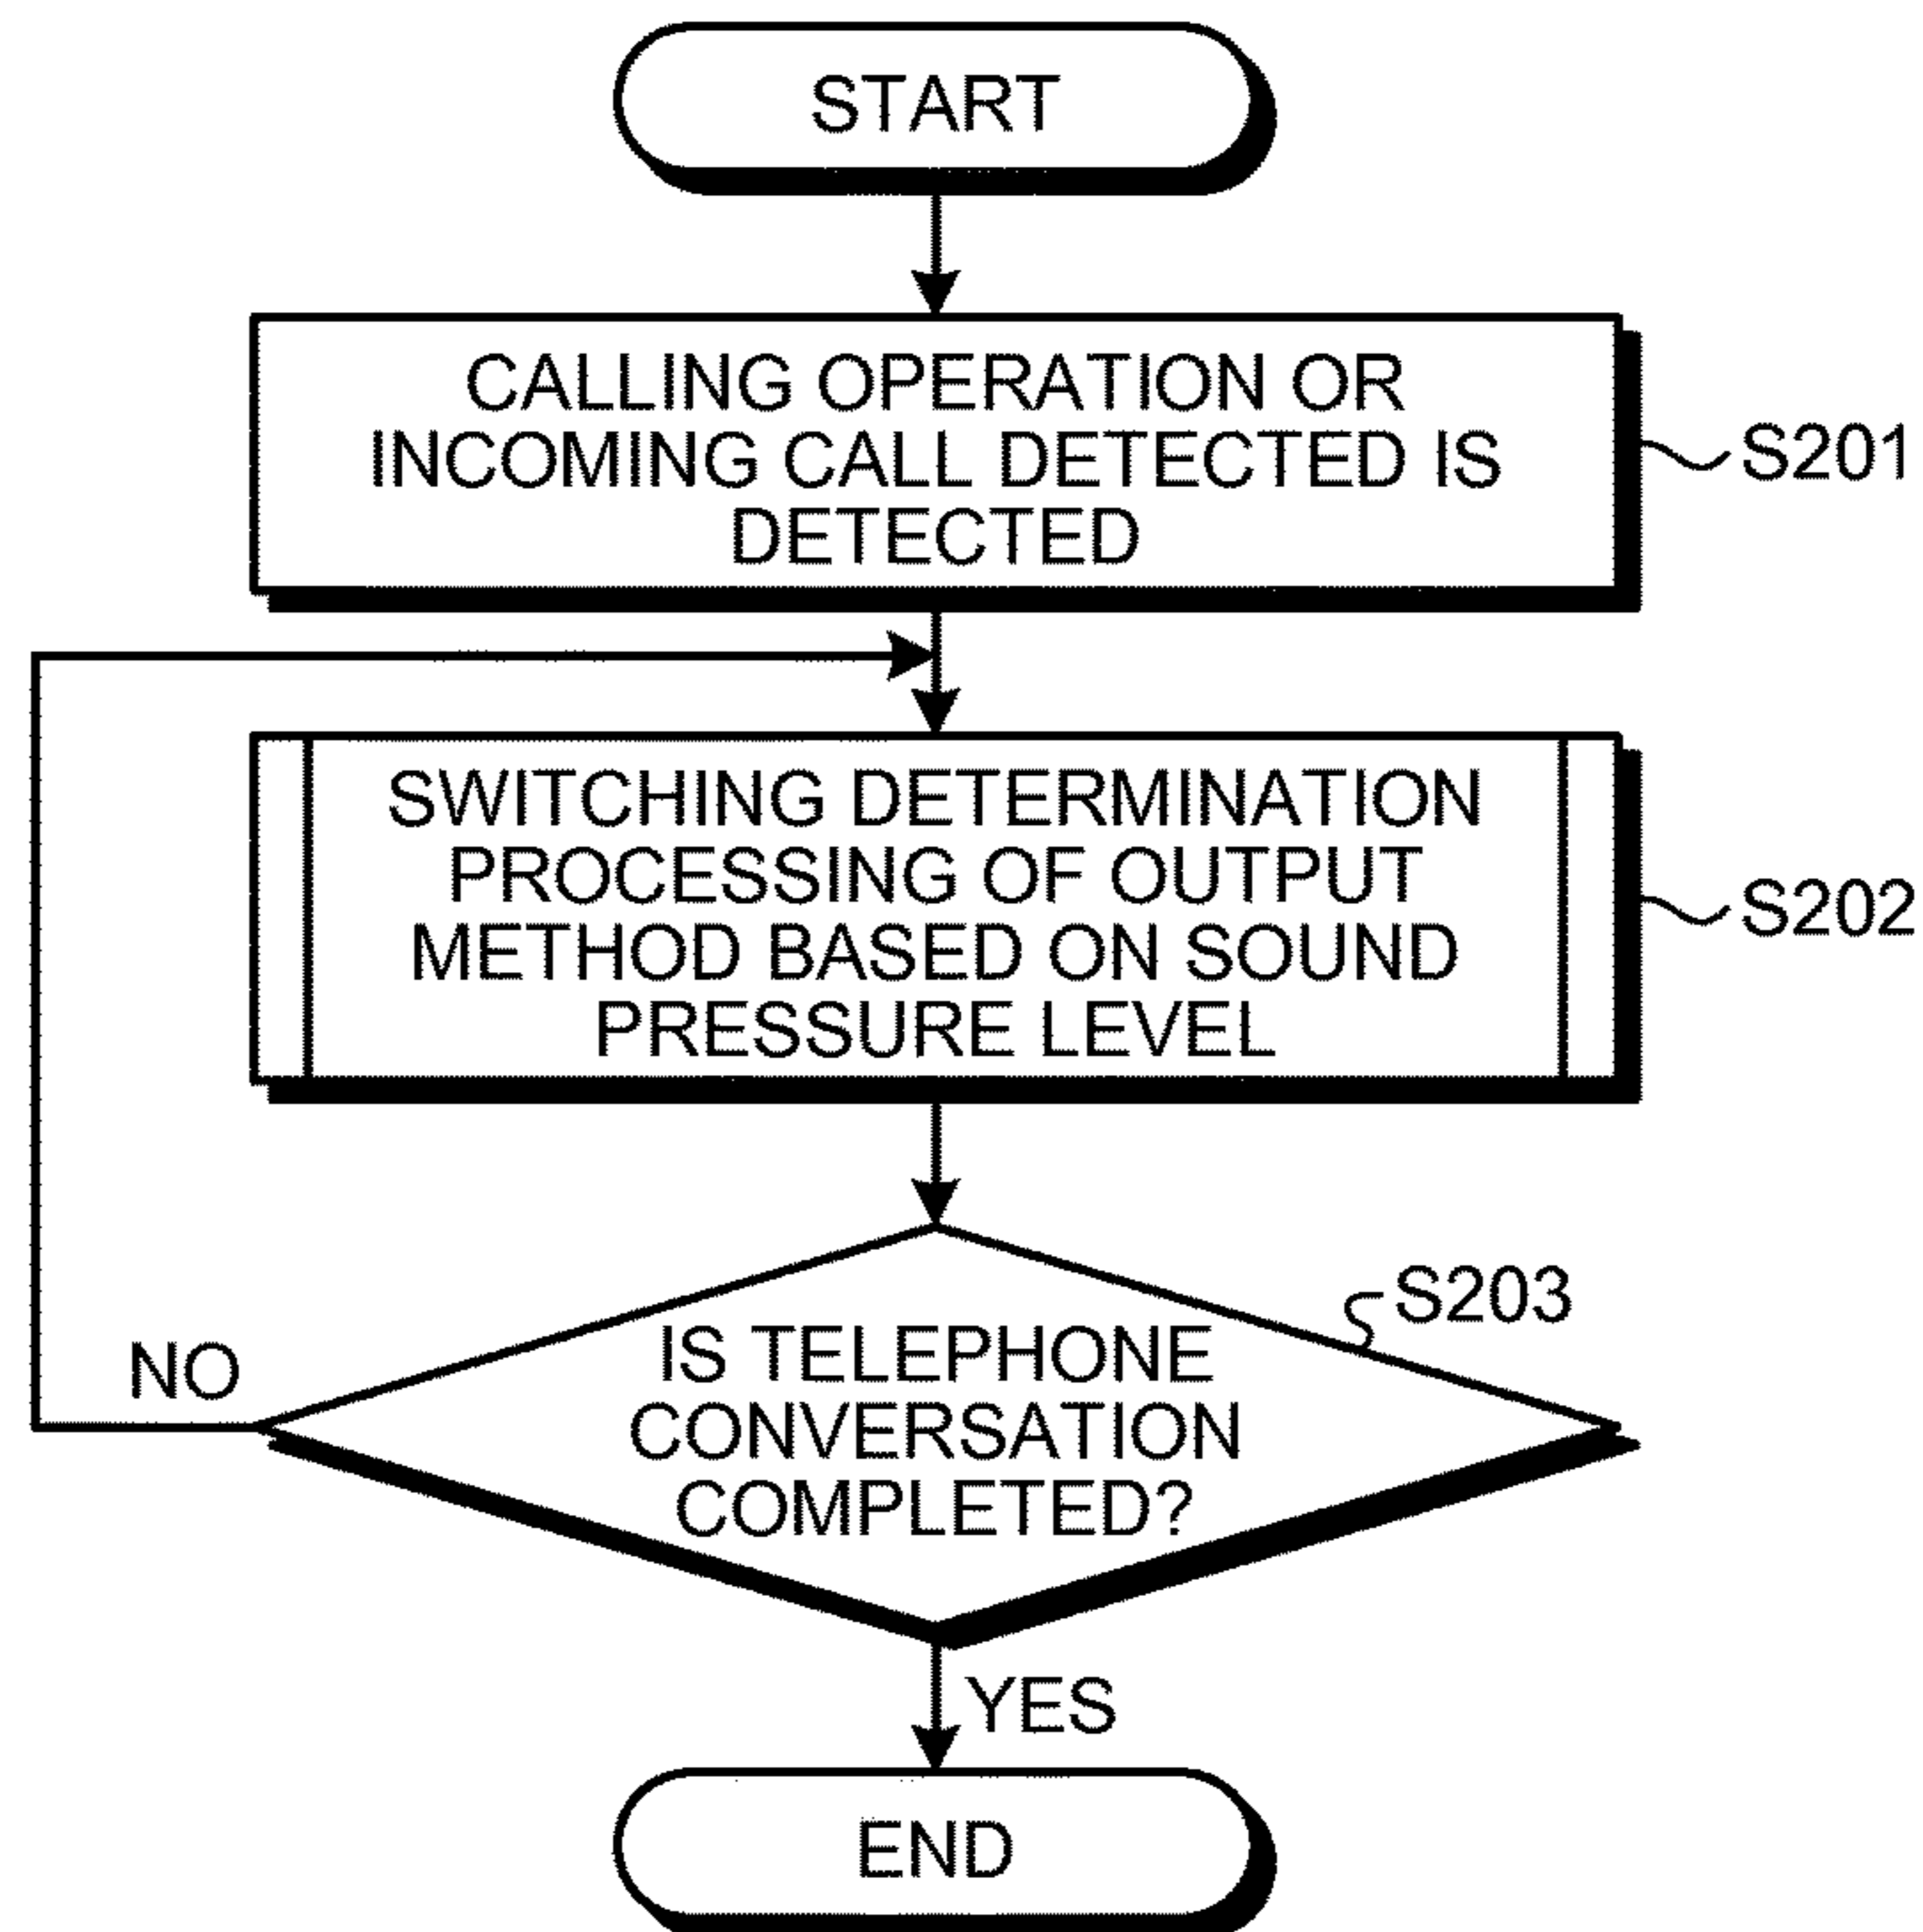 START
CALLING OPERATION OR
INCOMING CALL DETECTED IS
DETECTED
S201
SWITCHING DETERMINATION
PROCESSING OF OUTPUT
METHOD BASED ON SOUND
PRESSURE LEVEL
S202
S203
IS TELEPHONE
CONVERSATION
COMPLETED?
NO
YES
END